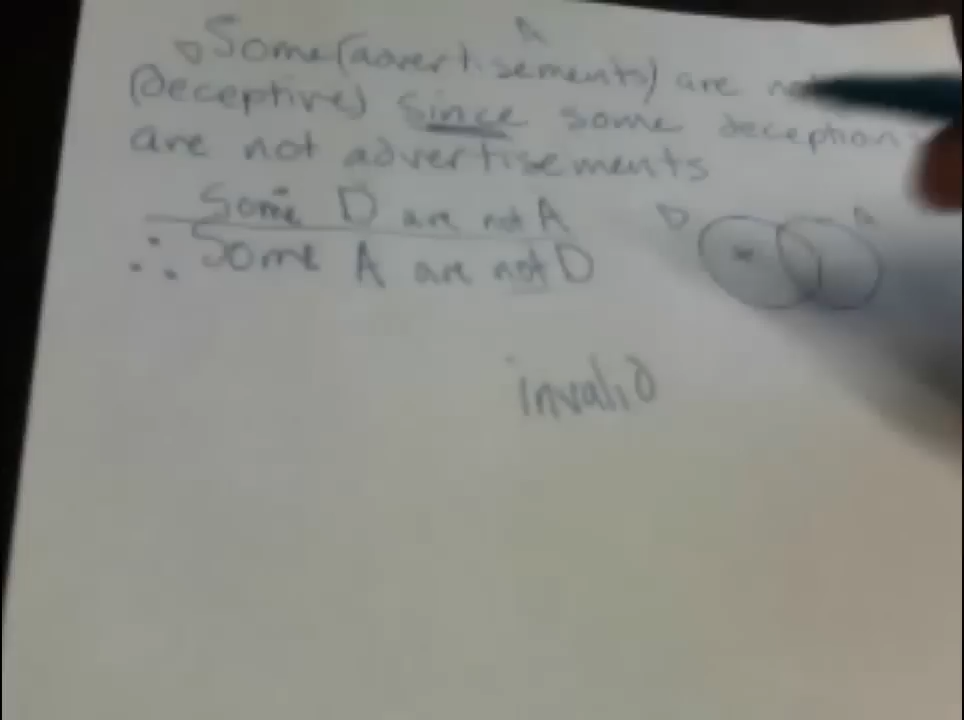 A
Some (advertisements) are not
(Deceptive) since some deceptions
are not advertisements
Some D are not A
∴ Some A are not D
D A
invalid